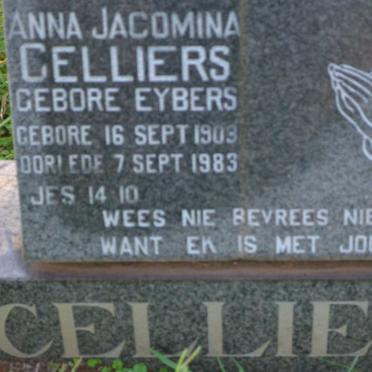 ANNA JACOMINA
CELLIERS
GEBORE EYBERS
GEBORE 16 SEPT 1903
OORLEDE 7 SEPT 1983
JES 14 10
WEES NIE BEVREES NIE
WANT EK IS MET JOU
CELLIE